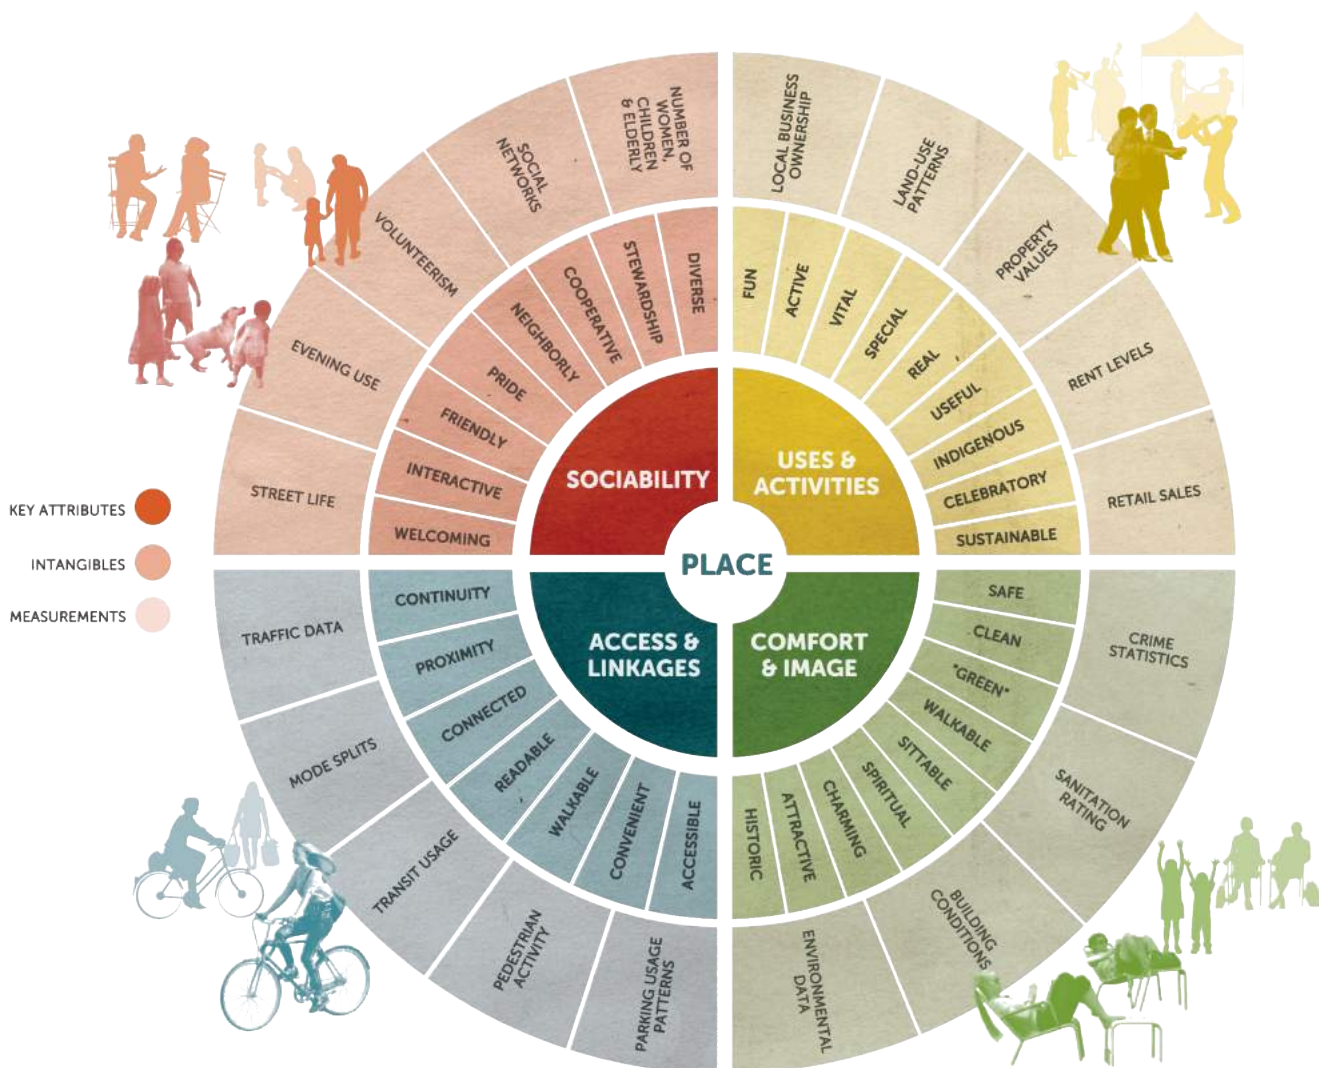 NUMBER OF
WOMEN,
CHILDREN
& ELDERLY
SOCIAL
NETWORKS
VOLUNTEERISM
EVENING USE
STREET LIFE
DIVERSE
STEWARDSHIP
COOPERATIVE
NEIGHBORLY
PRIDE
FRIENDLY
INTERACTIVE
WELCOMING
SOCIABILITY
LOCAL BUSINESS
OWNERSHIP
LAND-USE
PATTERNS
PROPERTY
VALUES
RENT LEVELS
RETAIL SALES
FUN
ACTIVE
VITAL
SPECIAL
REAL
USEFUL
INDIGENOUS
CELEBRATORY
SUSTAINABLE
USES &
ACTIVITIES
KEY ATTRIBUTES
INTANGIBLES
MEASUREMENTS
PLACE
ACCESS &
LINKAGES
CONTINUITY
PROXIMITY
CONNECTED
READABLE
WALKABLE
CONVENIENT
ACCESSIBLE
TRAFFIC DATA
MODE SPLITS
TRANSIT USAGE
PEDESTRIAN
ACTIVITY
PARKING USAGE
PATTERNS
COMFORT
& IMAGE
SAFE
CLEAN
"GREEN"
WALKABLE
SITTABLE
SPIRITUAL
CHARMING
ATTRACTIVE
HISTORIC
CRIME
STATISTICS
SANITATION
RATING
BUILDING
CONDITIONS
ENVIRONMENTAL
DATA